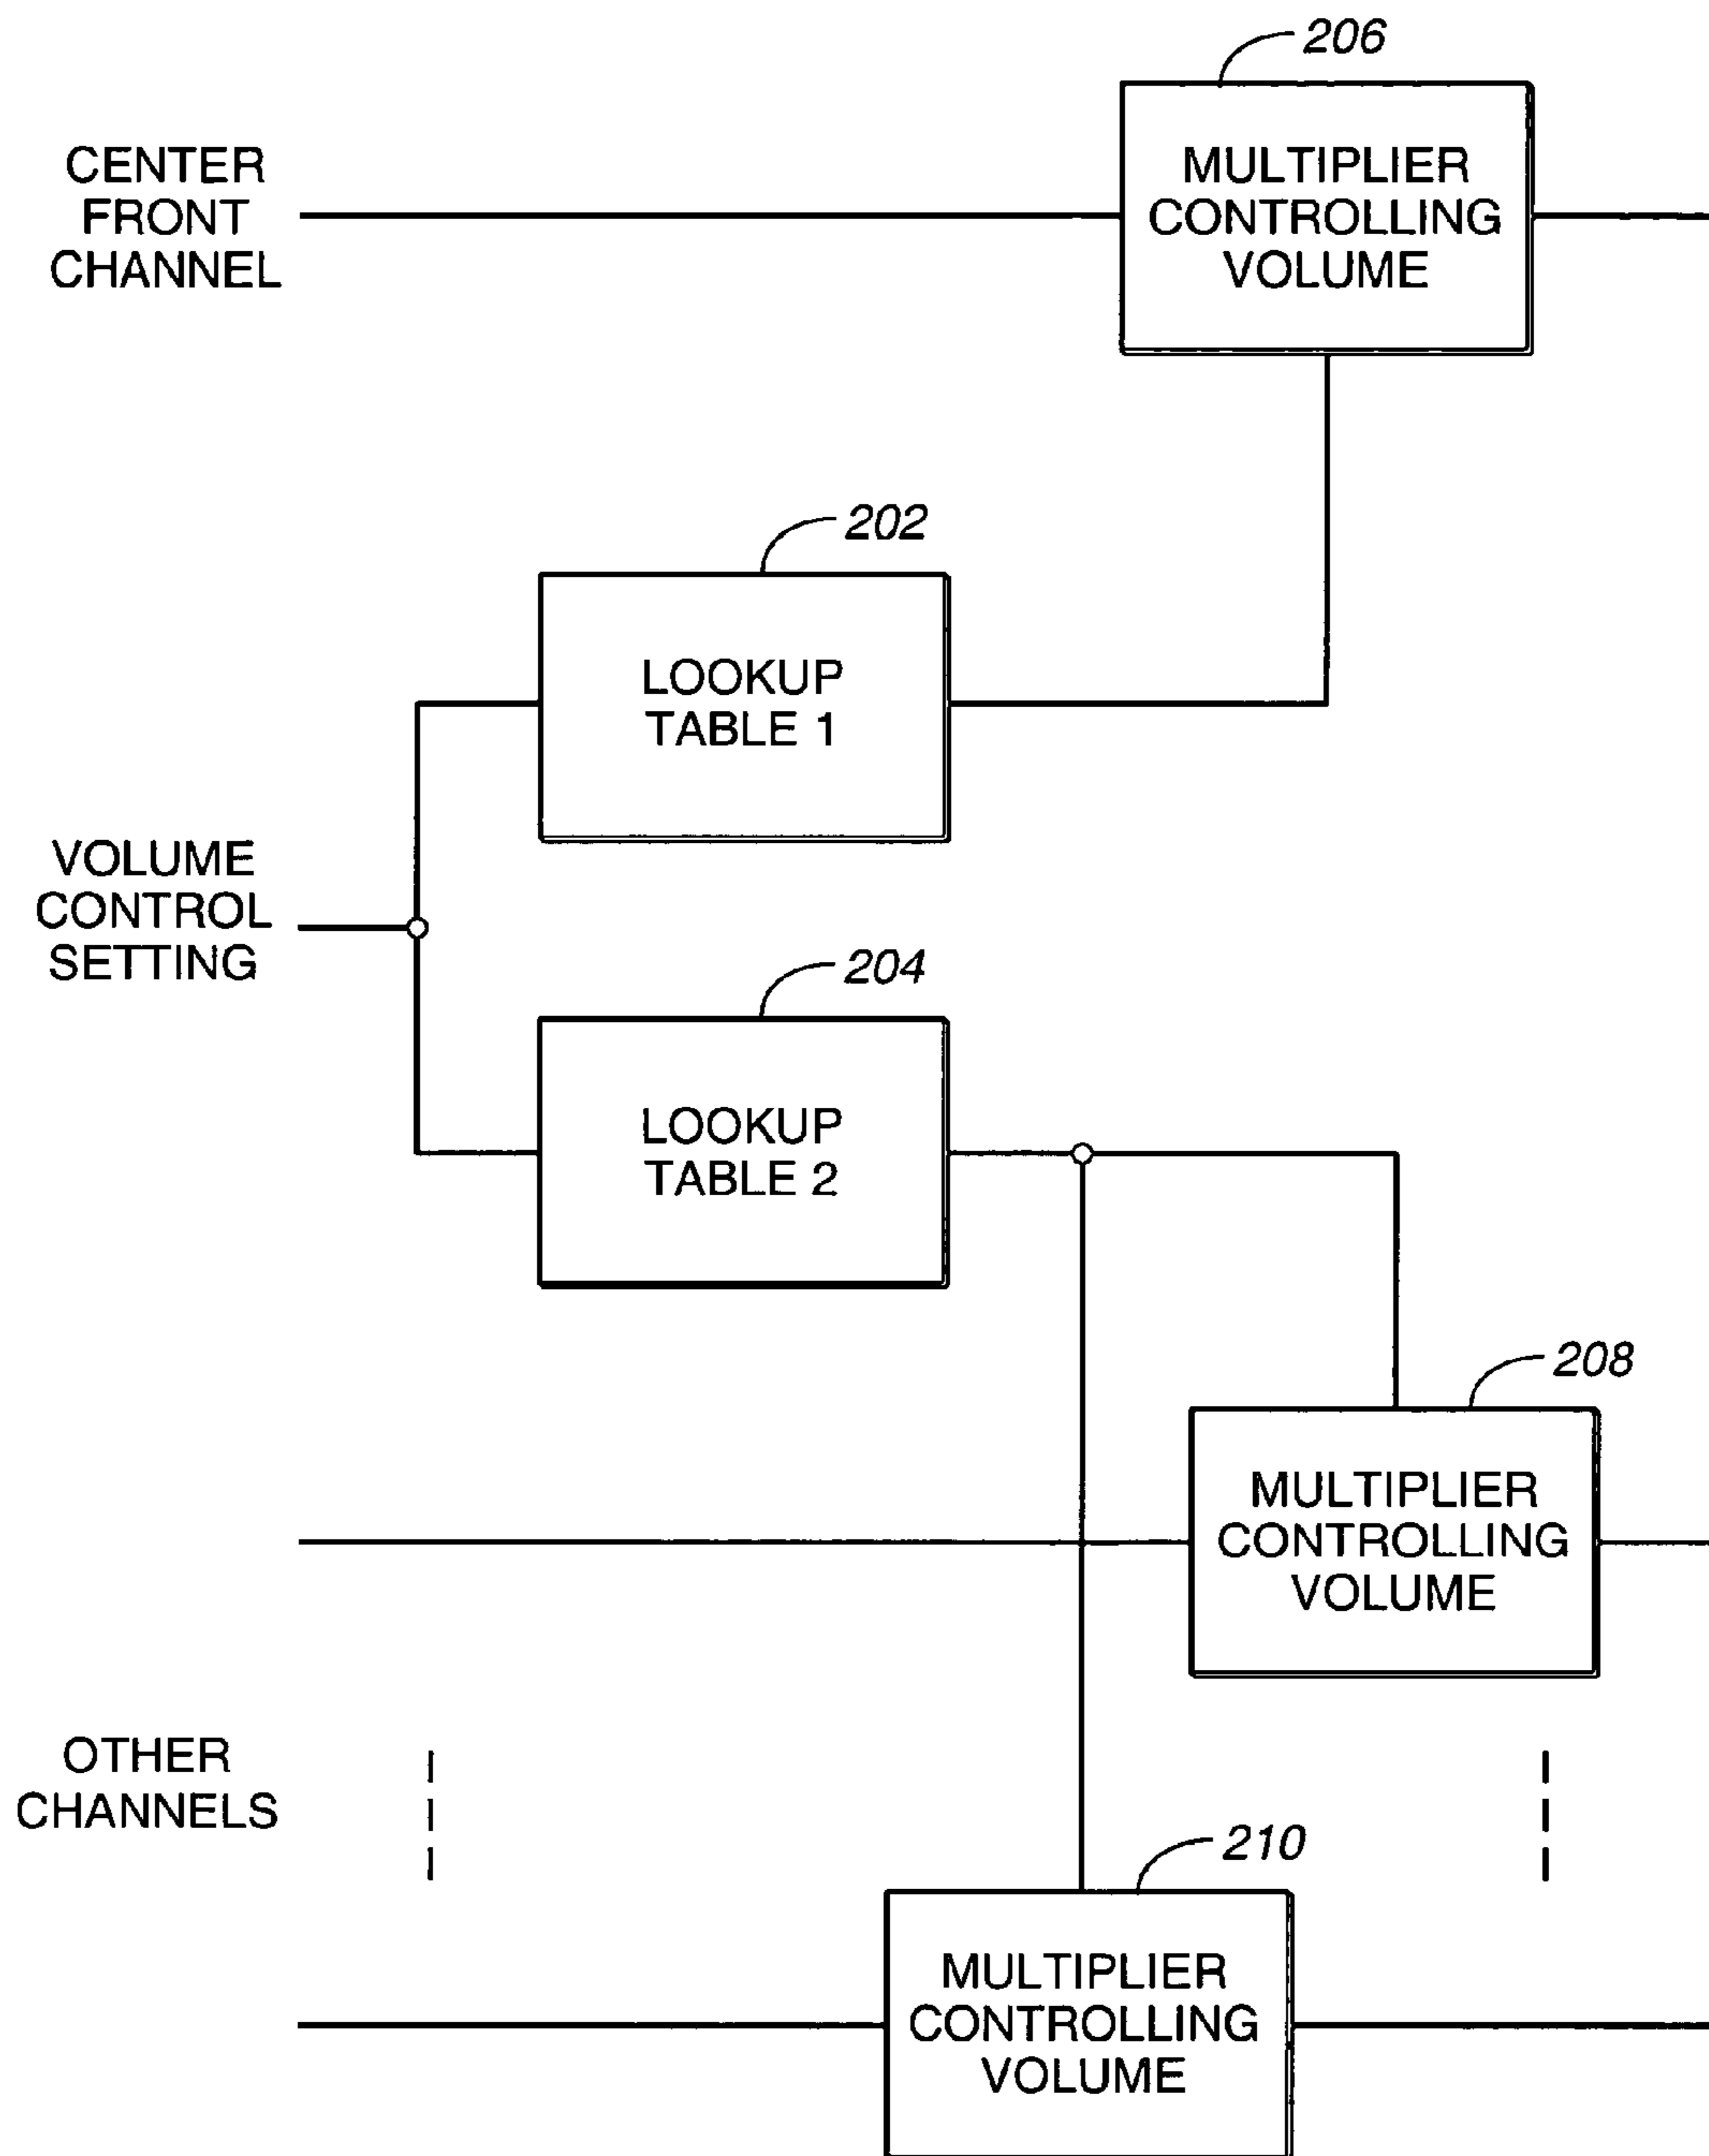 206
CENTER
FRONT
CHANNEL
MULTIPLIER
CONTROLLING
VOLUME
202
LOOKUP
TABLE 1
VOLUME
CONTROL
SETTING
204
LOOKUP
TABLE 2
208
MULTIPLIER
CONTROLLING
VOLUME
OTHER
CHANNELS
210
MULTIPLIER
CONTROLLING
VOLUME